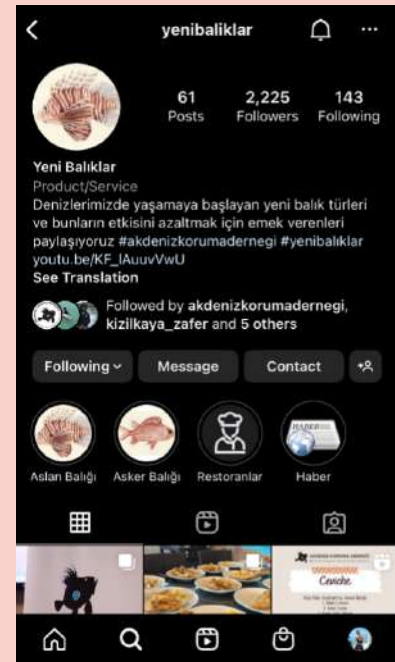 yenibaliklar
61 2,225 143
Posts Followers Following
Yeni Balıklar
Product/Service
Denizlerimizde yaşamaya başlayan yeni balık türleri
ve bunların etkisini azaltmak için emek verenleri
paylaşıyoruz #akdenizkorumadernegi #yenibalıklar
youtu.be/KF_lAuuvVwU
See Translation
Followed by akdenizkorumadernegi,
kizilkaya_zafer and 5 others
Following Message Contact
Aslan Balığı Asker Balığı Restoranlar Haber
HABER
Ceviche